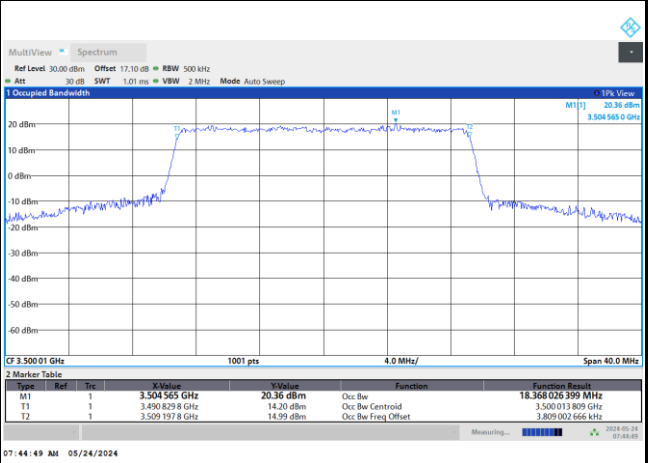 MultiView Spectrum
Ref Level 30.00 dBm Offset 17.10 dB RBW 500 kHz
Att 30 dB SWT 1.01 ms VBW 2 MHz Mode Auto Sweep
1 Occupied Bandwidth 1Pk View
M1[1] 20.36 dBm
3.504 565 0 GHz
M1
T1
T2
20 dBm
10 dBm
0 dBm
-10 dBm
-20 dBm
-30 dBm
-40 dBm
-50 dBm
-60 dBm
CF 3.500 01 GHz 1001 pts 4.0 MHz/ Span 40.0 MHz
2 Marker Table
Type Ref Trc X-Value Y-Value Function Function Result
M1 1 3.504 565 GHz 20.36 dBm Occ Bw 18.368 026 399 MHz
T1 1 3.490 829 8 GHz 14.20 dBm Occ Bw Centroid 3.500 013 809 GHz
T2 1 3.509 197 8 GHz 14.99 dBm Occ Bw Freq Offset 3.809 002 666 kHz
Measuring... 2024-05-24
07:44:49
07:44:49 AM 05/24/2024